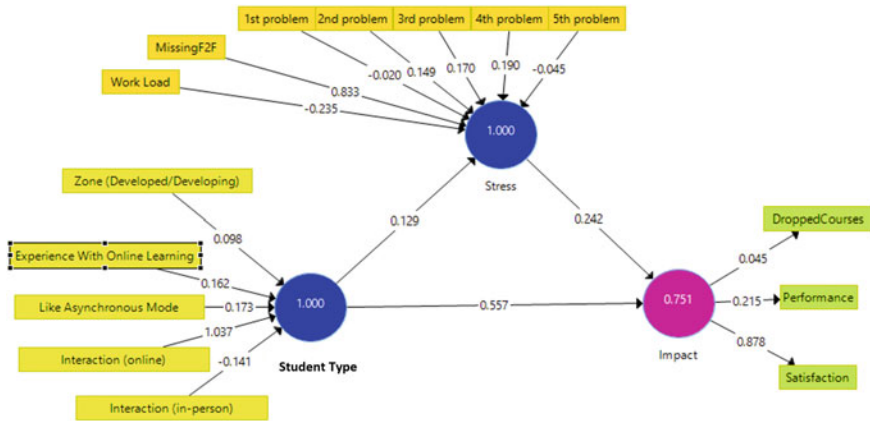 1st problem 2nd problem 3rd problem 4th problem 5th problem
MissingF2F
Work Load
-0.020 0.149 0.170 0.190 -0.045
0.833
-0.235
1.000
Stress
Zone (Developed/Developing)
0.098
0.129
0.242
Experience With Online Learning
0.162
Like Asynchronous Mode
0.173
1.037
Interaction (online)
-0.141
Interaction (in-person)
1.000
Student Type
0.557
0.751
Impact
DroppedCourses
0.045
0.215
Performance
0.878
Satisfaction